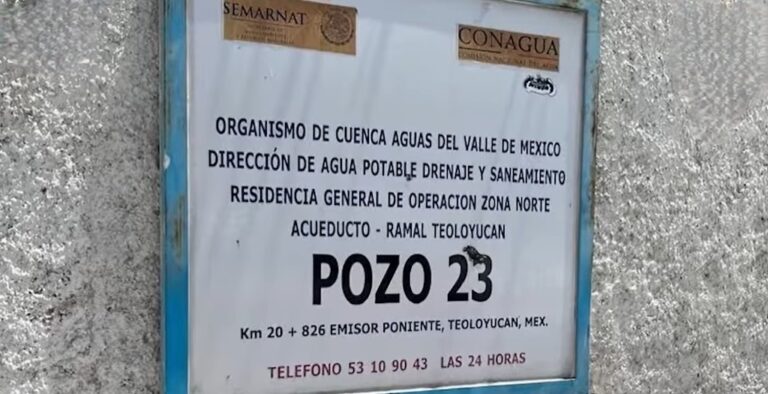 SEMARNAT
CONAGUA
COMISIÓN NACIONAL DEL AGUA
ORGANISMO DE CUENCA AGUAS DEL VALLE DE MEXICO
DIRECCIÓN DE AGUA POTABLE DRENAJE Y SANEAMIENTO
RESIDENCIA GENERAL DE OPERACION ZONA NORTE
ACUEDUCTO - RAMAL TEOLOYUCAN
POZO 23
Km 20 + 826 EMISOR PONIENTE, TEOLOYUCAN, MEX.
TELEFONO 53 10 90 43 LAS 24 HORAS